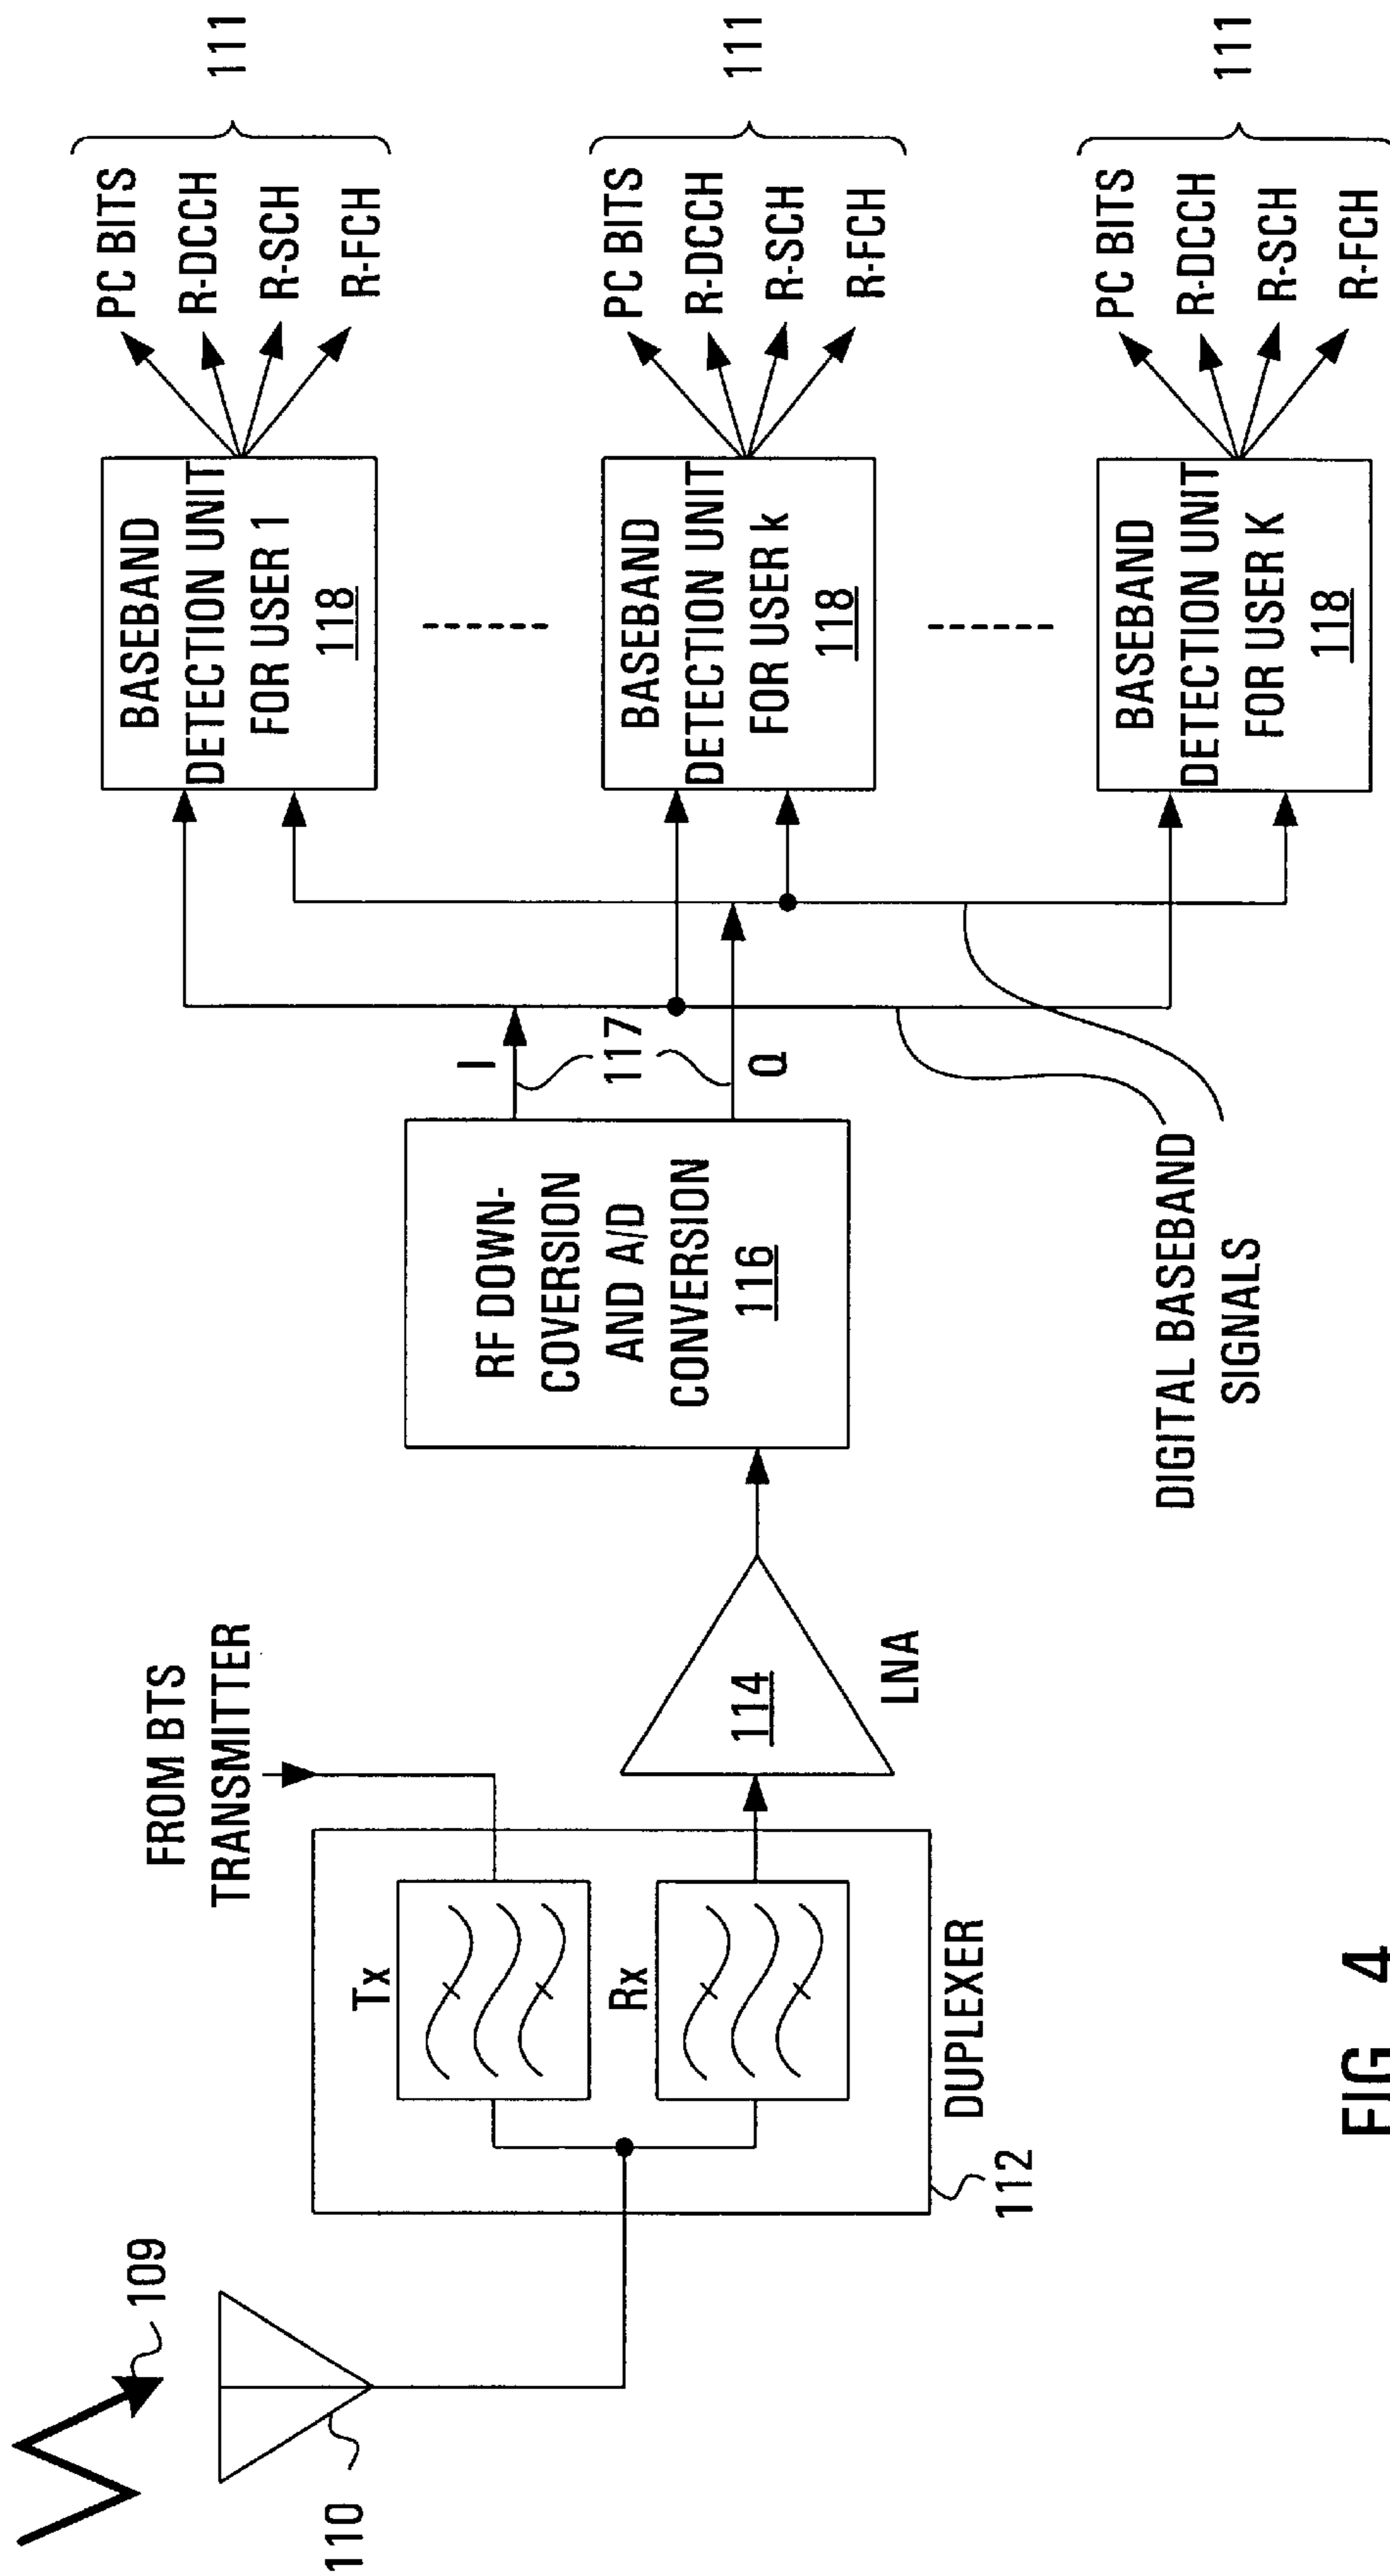 109
110
FROM BTS
TRANSMITTER
Tx
Rx
DUPLEXER
112
114
LNA
RF DOWN-
COVERSION
AND A/D
CONVERSION
116
I
117
Q
DIGITAL BASEBAND
SIGNALS
BASEBAND
DETECTION UNIT
FOR USER 1
118
PC BITS
R-DCCH
R-SCH
R-FCH
111
BASEBAND
DETECTION UNIT
FOR USER k
118
PC BITS
R-DCCH
R-SCH
R-FCH
111
BASEBAND
DETECTION UNIT
FOR USER K
118
PC BITS
R-DCCH
R-SCH
R-FCH
111
FIG. 4